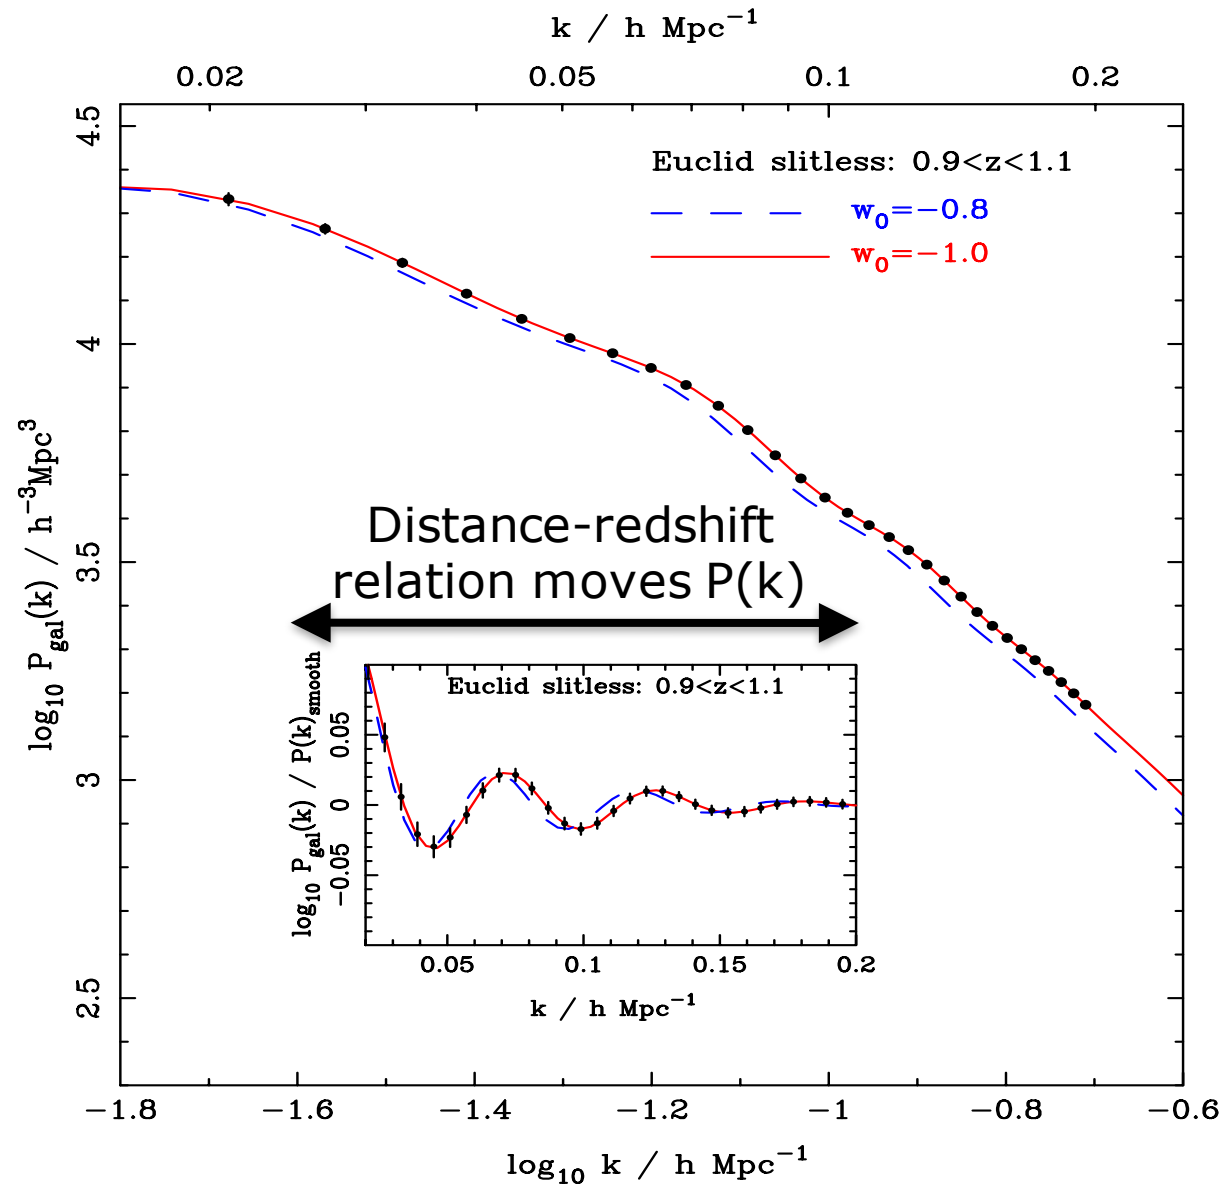 k / h Mpc⁻¹
0.02 0.05 0.1 0.2
Euclid slitless: 0.9<z<1.1
w₀=−0.8
w₀=−1.0
log₁₀ P_gal(k) / h⁻³Mpc³
4.5
4
3.5
3
2.5
Distance-redshift
relation moves P(k)
Euclid slitless: 0.9<z<1.1
log₁₀ P_gal(k) / P(k)_smooth
0.05
0
−0.05
0.05 0.1 0.15 0.2
k / h Mpc⁻¹
−1.8 −1.6 −1.4 −1.2 −1 −0.8 −0.6
log₁₀ k / h Mpc⁻¹